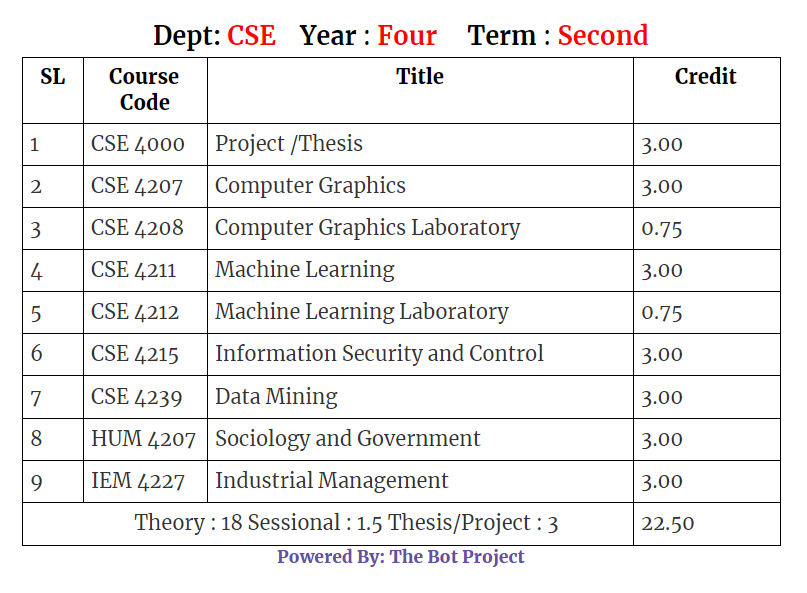 Dept: CSE Year : Four Term : Second
SL Course Code Title Credit
1 CSE 4000 Project /Thesis 3.00
2 CSE 4207 Computer Graphics 3.00
3 CSE 4208 Computer Graphics Laboratory 0.75
4 CSE 4211 Machine Learning 3.00
5 CSE 4212 Machine Learning Laboratory 0.75
6 CSE 4215 Information Security and Control 3.00
7 CSE 4239 Data Mining 3.00
8 HUM 4207 Sociology and Government 3.00
9 IEM 4227 Industrial Management 3.00
Theory : 18 Sessional : 1.5 Thesis/Project : 3 22.50
Powered By: The Bot Project